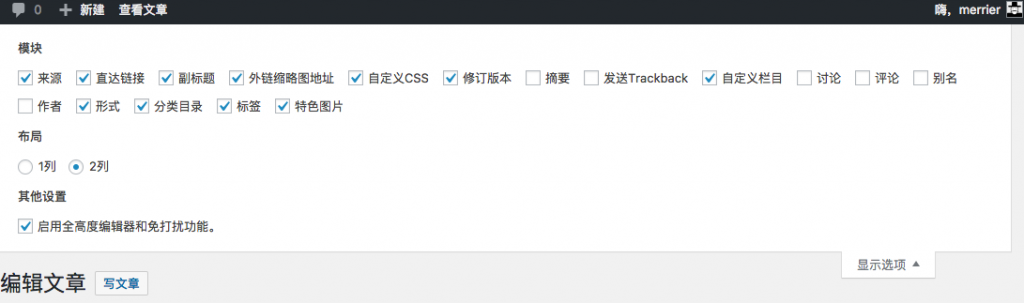 0 新建 查看文章 嗨，merrier
模块
来源 直达链接 副标题 外链缩略图地址 自定义CSS 修订版本 摘要 发送Trackback 自定义栏目 讨论 评论 别名
作者 形式 分类目录 标签 特色图片
布局
1列 2列
其他设置
启用全高度编辑器和免打扰功能。
显示选项
编辑文章 写文章